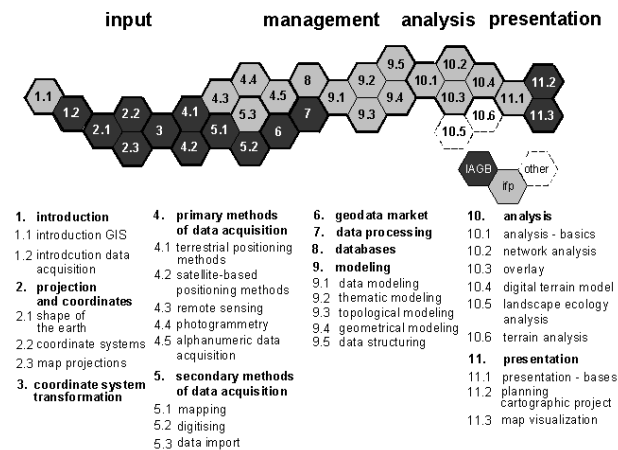 input management analysis presentation
1.1
1.2
2.1
2.2
2.3
3
4.1
4.2
4.3
5.1
4.4
5.3
5.2
4.5
6
8
7
9.1
9.2
9.3
9.5
9.4
10.1
10.2
10.3
10.5
10.4
10.6
11.1
11.2
11.3
IAGB
ifp
other
1. introduction
1.1 introduction GIS
1.2 introdcution data
acquisition
2. projection
and coordinates
2.1 shape of
the earth
2.2 coordinate systems
2.3 map projections
3. coordinate system
transformation
4. primary methods
of data acquisition
4.1 terrestrial positioning
methods
4.2 satellite-based
positioning methods
4.3 remote sensing
4.4 photogrammetry
4.5 alphanumeric data
acquisition
5. secondary methods
of data acquisition
5.1 mapping
5.2 digitising
5.3 data import
6. geodata market
7. data processing
8. databases
9. modeling
9.1 data modeling
9.2 thematic modeling
9.3 topological modeling
9.4 geometrical modeling
9.5 data structuring
10. analysis
10.1 analysis - basics
10.2 network analysis
10.3 overlay
10.4 digital terrain model
10.5 landscape ecology
analysis
10.6 terrain analysis
11. presentation
11.1 presentation - bases
11.2 planning
cartographic project
11.3 map visualization